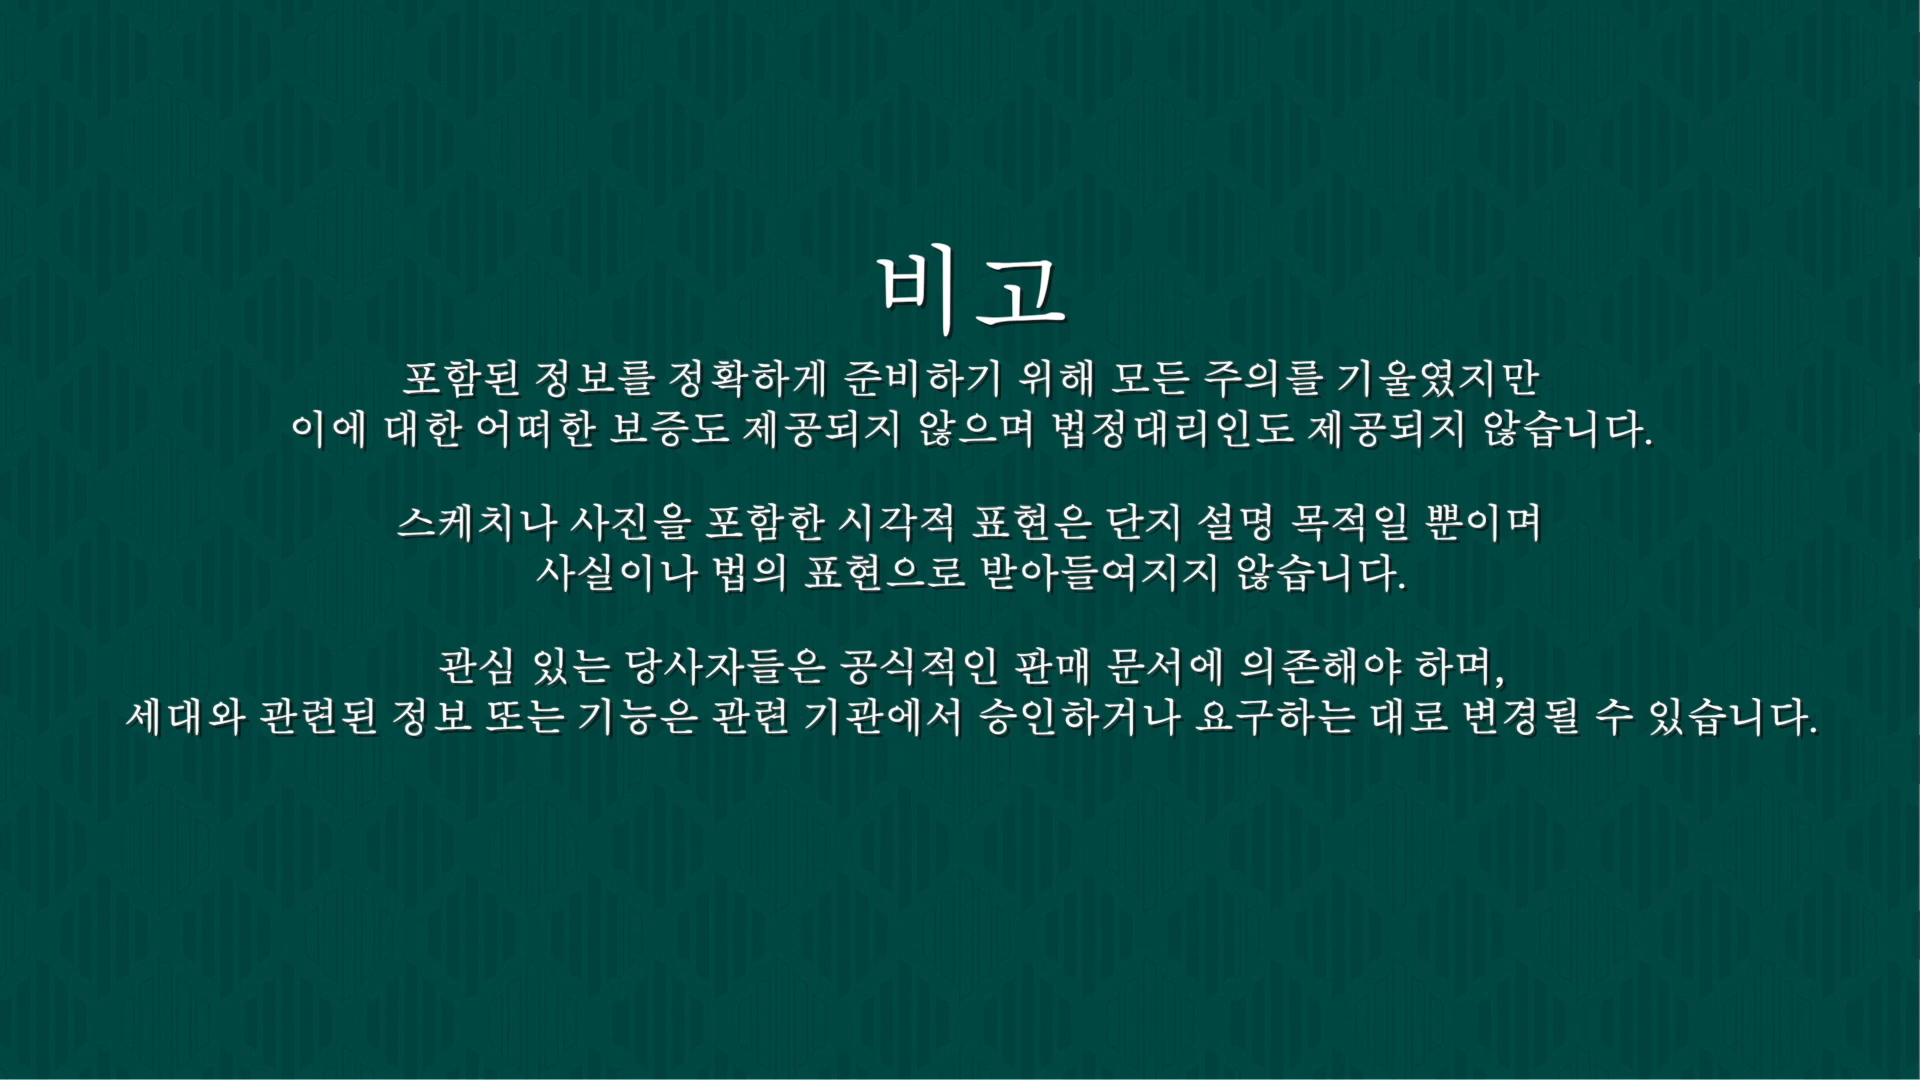 비고
포함된 정보를 정확하게 준비하기 위해 모든 주의를 기울였지만
이에 대한 어떠한 보증도 제공되지 않으며 법정대리인도 제공되지 않습니다.
스케치나 사진을 포함한 시각적 표현은 단지 설명 목적일 뿐이며
사실이나 법의 표현으로 받아들여지지 않습니다.
관심 있는 당사자들은 공식적인 판매 문서에 의존해야 하며,
세대와 관련된 정보 또는 기능은 관련 기관에서 승인하거나 요구하는 대로 변경될 수 있습니다.